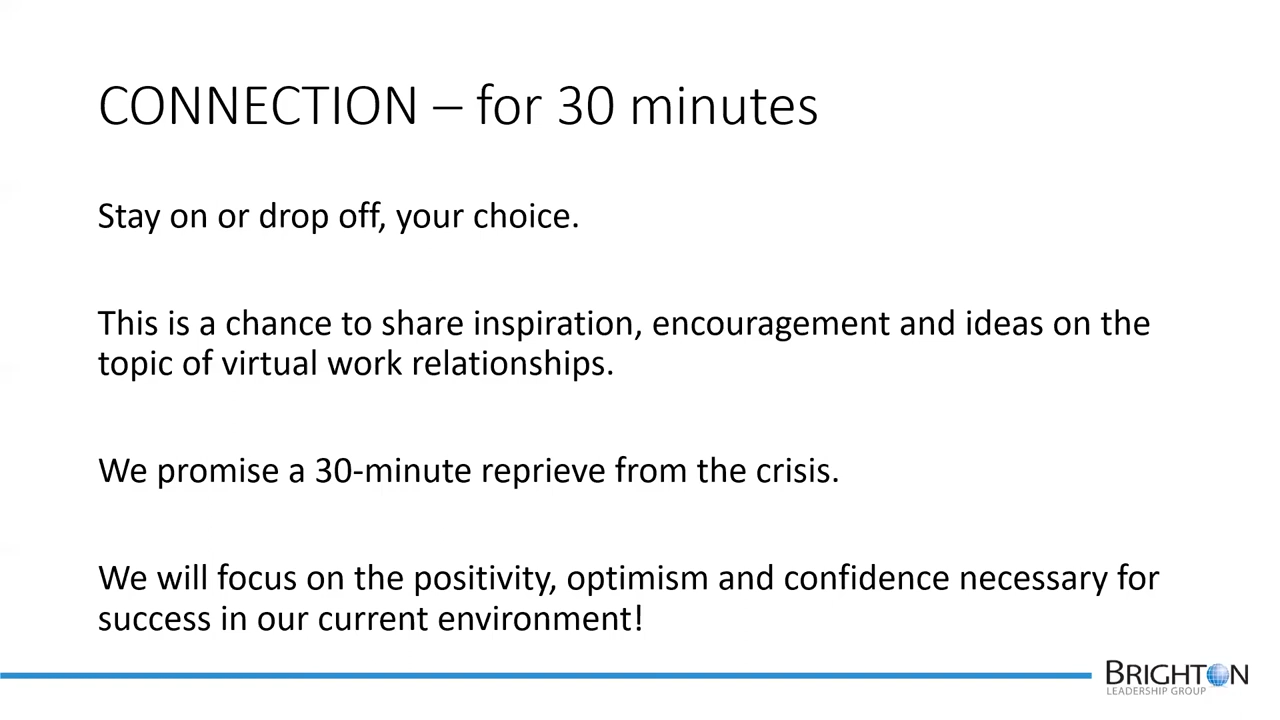 CONNECTION – for 30 minutes
Stay on or drop off, your choice.
This is a chance to share inspiration, encouragement and ideas on the
topic of virtual work relationships.
We promise a 30-minute reprieve from the crisis.
We will focus on the positivity, optimism and confidence necessary for
success in our current environment!
BRIGHTON
LEADERSHIP GROUP